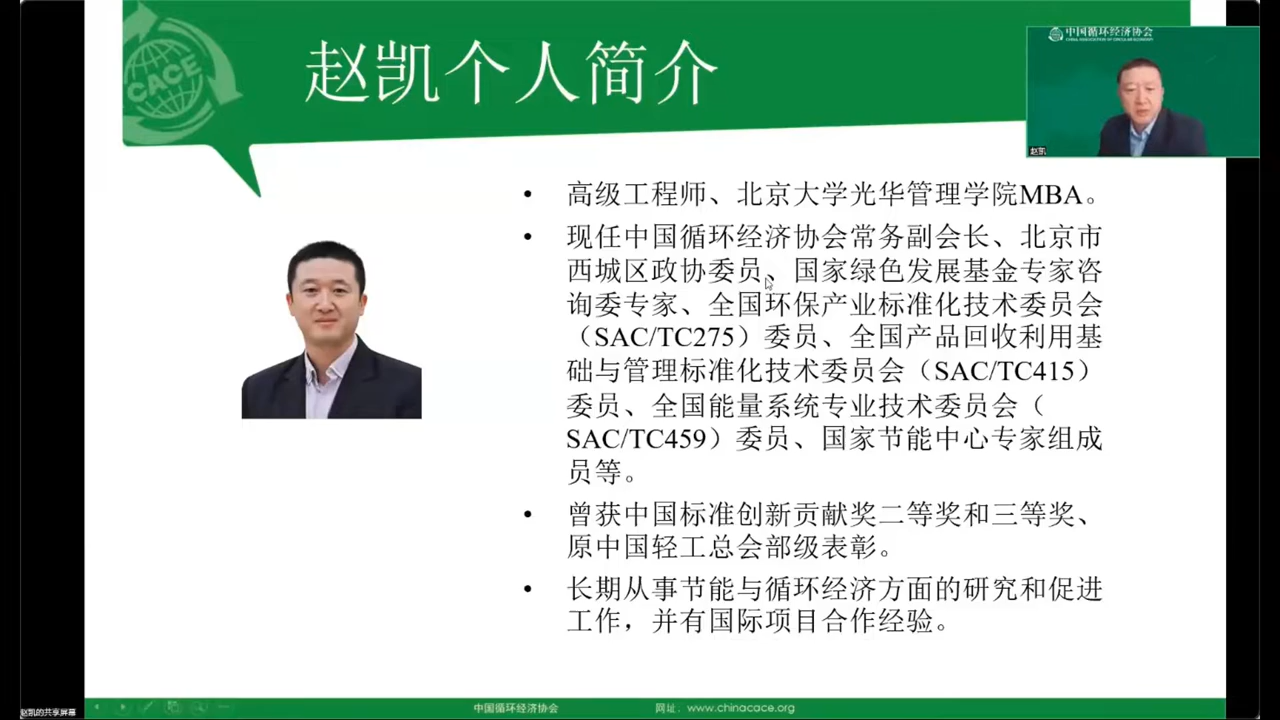 CACE
赵凯个人简介
中国循环经济协会
CHINA ASSOCIATION OF CIRCULAR ECONOMY
赵凯
• 高级工程师、北京大学光华管理学院MBA。
• 现任中国循环经济协会常务副会长、北京市
西城区政协委员、国家绿色发展基金专家咨
询委专家、全国环保产业标准化技术委员会
（SAC/TC275）委员、全国产品回收利用基
础与管理标准化技术委员会（SAC/TC415）
委员、全国能量系统专业技术委员会（
SAC/TC459）委员、国家节能中心专家组成
员等。
• 曾获中国标准创新贡献奖二等奖和三等奖、
原中国轻工总会部级表彰。
• 长期从事节能与循环经济方面的研究和促进
工作，并有国际项目合作经验。
赵凯的共享屏幕
中国循环经济协会
网址：www.chinacace.org